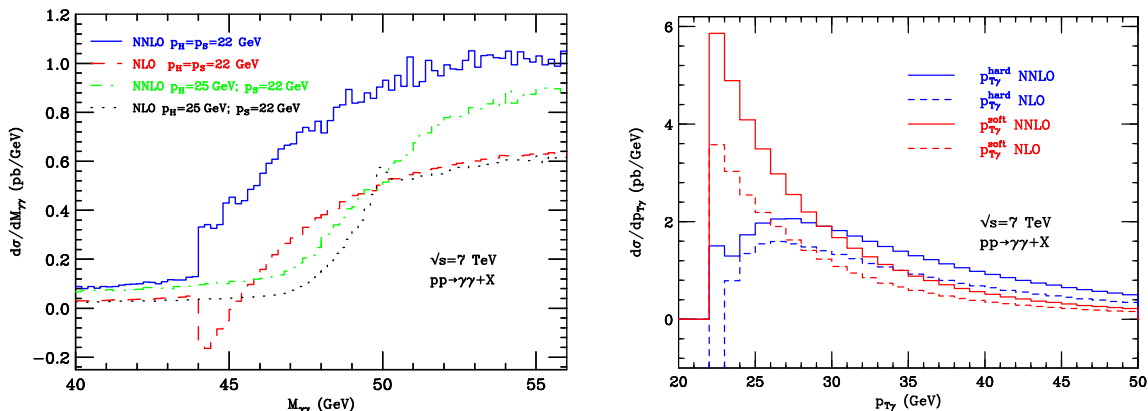 NNLO p_H=p_S=22 GeV
NLO p_H=p_S=22 GeV
NNLO p_H=25 GeV; p_S=22 GeV
NLO p_H=25 GeV; p_S=22 GeV
1.0
0.8
0.6
0.4
0.2
0.0
−0.2
dσ/dM_γγ (pb/GeV)
√s=7 TeV
pp→γγ+X
40
45
50
55
M_γγ (GeV)
p_Tγ^hard NNLO
p_Tγ^hard NLO
p_Tγ^soft NNLO
p_Tγ^soft NLO
6
4
2
0
dσ/dp_Tγ (pb/GeV)
√s=7 TeV
pp→γγ+X
20
25
30
35
40
45
50
p_Tγ (GeV)